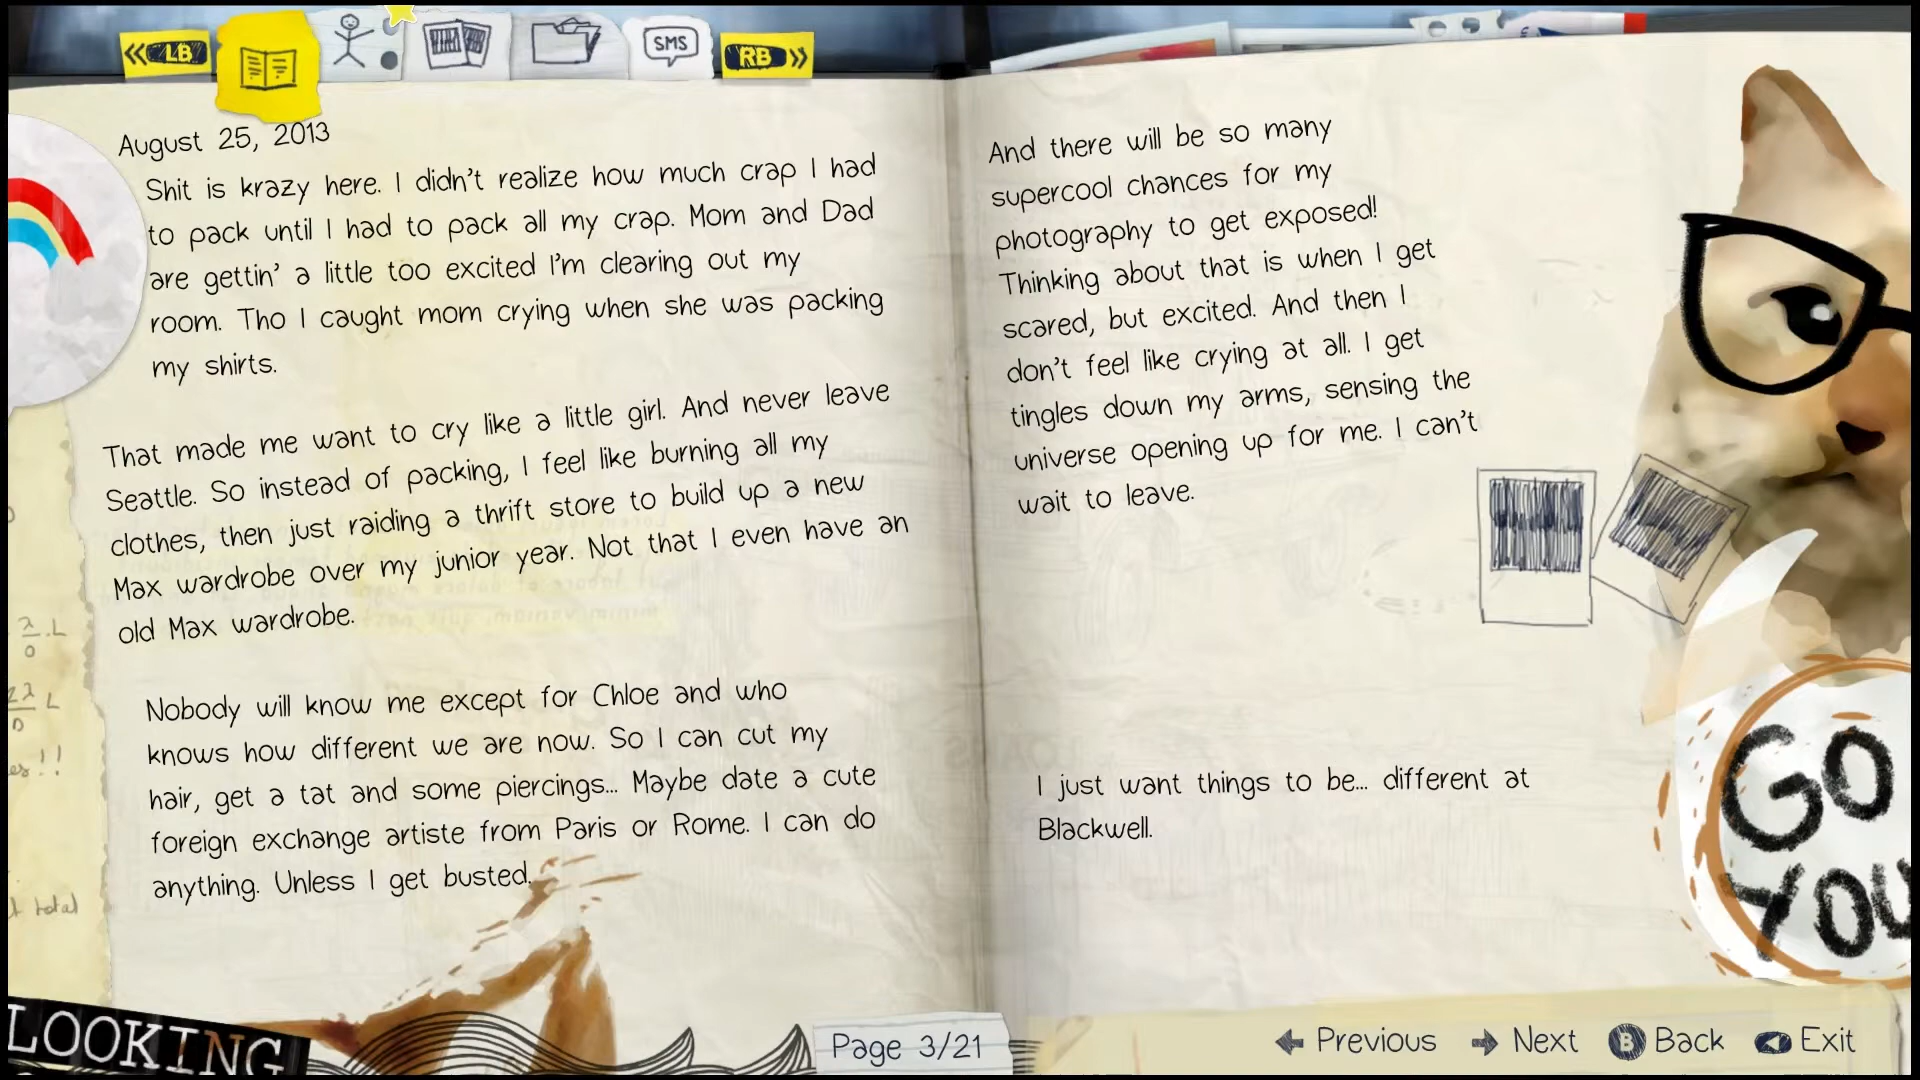 LB
SMS
RB
August 25, 2013
Shit is krazy here. I didn't realize how much crap I had
to pack until I had to pack all my crap. Mom and Dad
are gettin' a little too excited I'm clearing out my
room. Tho I caught mom crying when she was packing
my shirts.
That made me want to cry like a little girl. And never leave
Seattle. So instead of packing, I feel like burning all my
clothes, then just raiding a thrift store to build up a new
Max wardrobe over my junior year. Not that I even have an
old Max wardrobe.
Nobody will know me except for Chloe and who
knows how different we are now. So I can cut my
hair, get a tat and some piercings... Maybe date a cute
foreign exchange artiste from Paris or Rome. I can do
anything. Unless I get busted.
And there will be so many
supercool chances for my
photography to get exposed!
Thinking about that is when I get
scared, but excited. And then I
don't feel like crying at all. I get
tingles down my arms, sensing the
universe opening up for me. I can't
wait to leave.
I just want things to be... different at
Blackwell.
GO
YOU
LOOKING
total
Page 3/21
Previous
Next
B Back
Exit